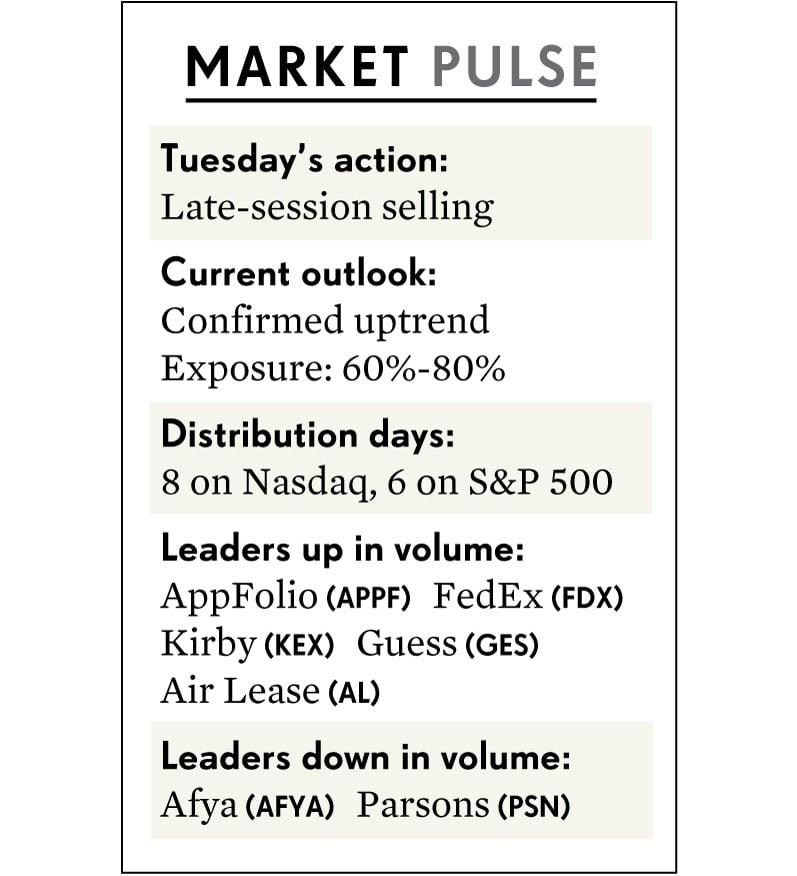 MARKET PULSE
Tuesday's action:
Late-session selling
Current outlook:
Confirmed uptrend
Exposure: 60%-80%
Distribution days:
8 on Nasdaq, 6 on S&P 500
Leaders up in volume:
AppFolio (APPF) FedEx (FDX)
Kirby (KEX) Guess (GES)
Air Lease (AL)
Leaders down in volume:
Afya (AFYA) Parsons (PSN)